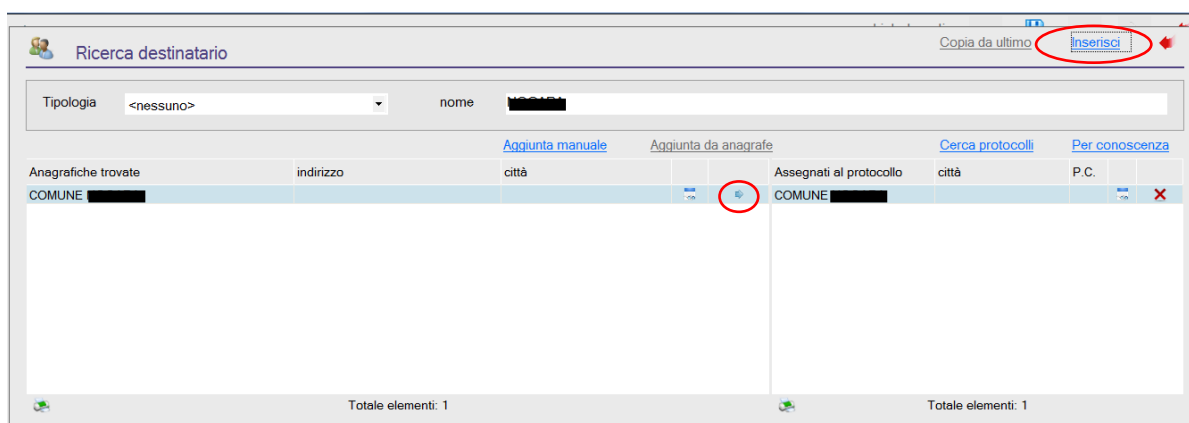 Ricerca destinatario Copia da ultimo Inserisci
Tipologia <nessuno> nome
Aggiunta manuale Aggiunta da anagrafe Cerca protocolli Per conoscenza
Anagrafiche trovate indirizzo città Assegnati al protocollo città P.C.
COMUNE COMUNE
Totale elementi: 1 Totale elementi: 1